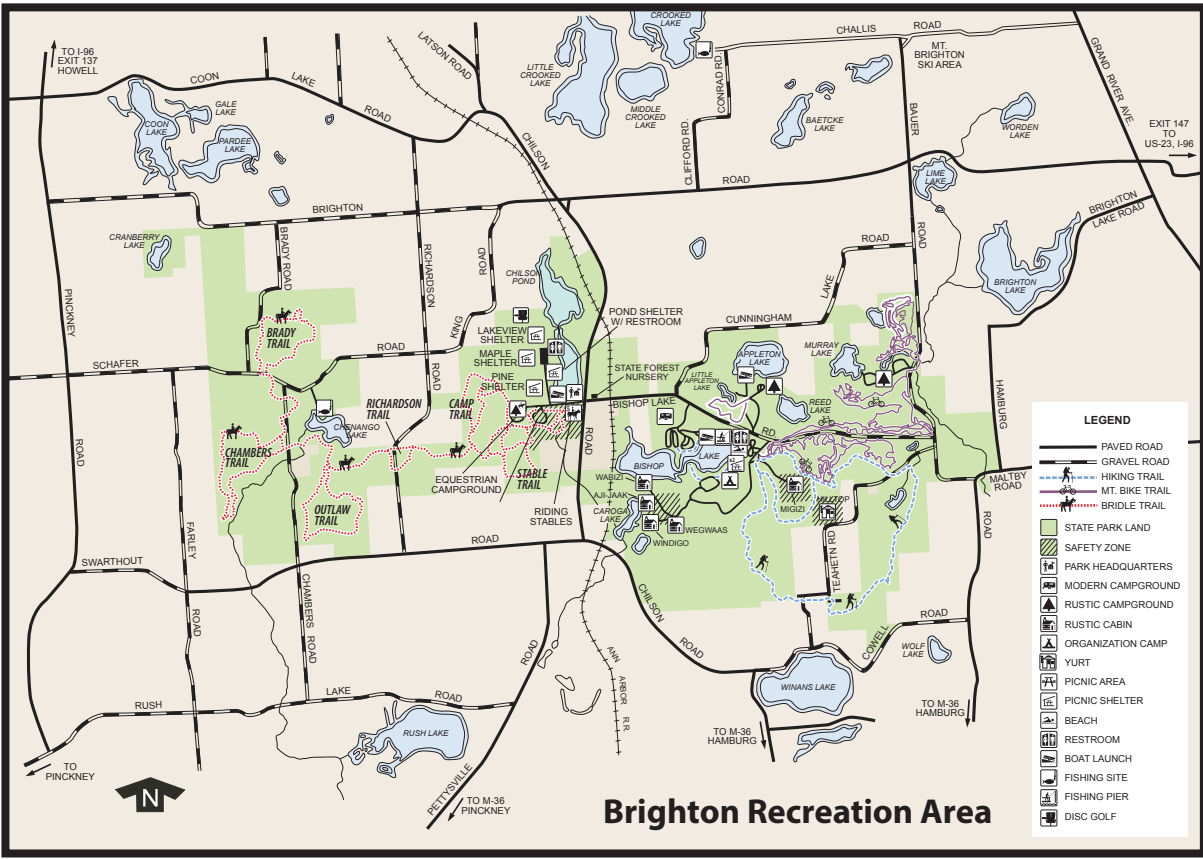 CROOKED
LAKE
CHALLIS ROAD
TO I-96
EXIT 137
HOWELL
LATSON ROAD
MT.
BRIGHTON
SKI AREA
GRAND RIVER AVE.
COON LAKE ROAD
LITTLE
CROOKED
LAKE
CONRAD RD.
MIDDLE
CROOKED
LAKE
GALE
LAKE
COON
LAKE
PARDEE
LAKE
BAETCKE
LAKE
BAUER
WORDEN
LAKE
EXIT 147
TO
US-23, I-96
CHILSON
CLIFFORD RD.
ROAD
LIME
LAKE
BRIGHTON
LAKE ROAD
BRIGHTON
CRANBERRY
LAKE
BRADY ROAD
RICHARDSON
ROAD
ROAD
ROAD
CHILSON
POND
LAKE
BRIGHTON
LAKE
PINCKNEY
KING
POND SHELTER
W/ RESTROOM
CUNNINGHAM
BRADY
TRAIL
LAKEVIEW
SHELTER
MAPLE
SHELTER
ROAD
APPLETON
LAKE
MURRAY
LAKE
SCHAFER
ROAD
STATE FOREST
NURSERY
LITTLE
APPLETON
LAKE
PINE
SHELTER
HAMBURG
RICHARDSON
TRAIL
CAMP
TRAIL
BISHOP LAKE
REED
LAKE
RD
CHENANGO
LAKE
ROAD
ROAD
CHAMBERS
TRAIL
BISHOP
LAKE
EQUESTRIAN
CAMPGROUND
STABLE
TRAIL
WABIZI
AJI-JAAK
MALTBY
ROAD
OUTLAW
TRAIL
RIDING
STABLES
CAROGA
LAKE
MIGIZI
HILLTOP
WEGWAAS
WINDIGO
ROAD
FARLEY
ROAD
SWARTHOUT
ROAD
CHAMBERS ROAD
CHILSON
ROAD
TEAHETN RD
COWELL
ROAD
WOLF
LAKE
ROAD
ANN
ARBOR
R.R.
WINANS LAKE
RUSH
LAKE
ROAD
RUSH LAKE
TO M-36
HAMBURG
TO M-36
HAMBURG
TO
PINCKNEY
N
PETTYSVILLE
TO M-36
PINCKNEY
Brighton Recreation Area
LEGEND
PAVED ROAD
GRAVEL ROAD
HIKING TRAIL
MT. BIKE TRAIL
BRIDLE TRAIL
STATE PARK LAND
SAFETY ZONE
PARK HEADQUARTERS
MODERN CAMPGROUND
RUSTIC CAMPGROUND
RUSTIC CABIN
ORGANIZATION CAMP
YURT
PICNIC AREA
PICNIC SHELTER
BEACH
RESTROOM
BOAT LAUNCH
FISHING SITE
FISHING PIER
DISC GOLF
x2